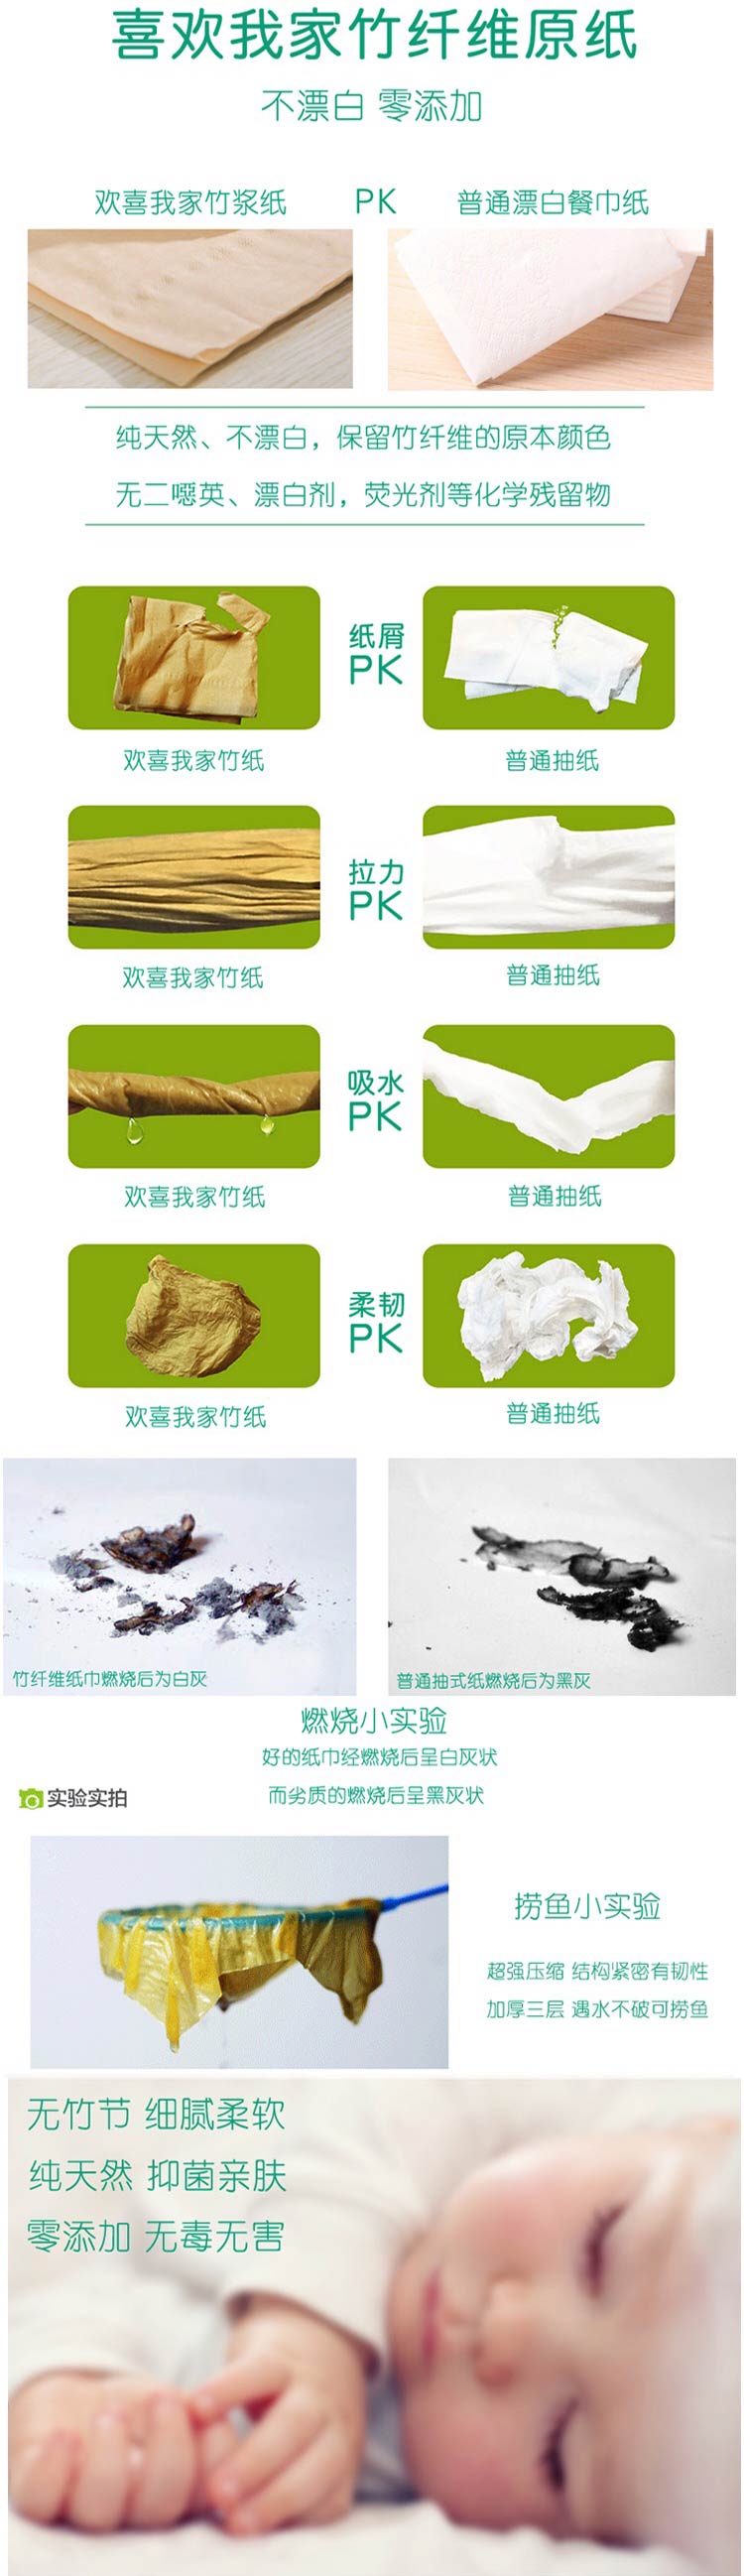 喜欢我家竹纤维原纸
不漂白 零添加
欢喜我家竹浆纸 PK 普通漂白餐巾纸
纯天然、不漂白，保留竹纤维的原本颜色
无二噁英、漂白剂，荧光剂等化学残留物
纸屑
PK
欢喜我家竹纸 普通抽纸
拉力
PK
欢喜我家竹纸 普通抽纸
吸水
PK
欢喜我家竹纸 普通抽纸
柔韧
PK
欢喜我家竹纸 普通抽纸
竹纤维纸巾燃烧后为白灰 普通抽式纸燃烧后为黑灰
燃烧小实验
好的纸巾经燃烧后呈白灰状
而劣质的燃烧后呈黑灰状
实验实拍
捞鱼小实验
超强压缩 结构紧密有韧性
加厚三层 遇水不破可捞鱼
无竹节 细腻柔软
纯天然 抑菌亲肤
零添加 无毒无害